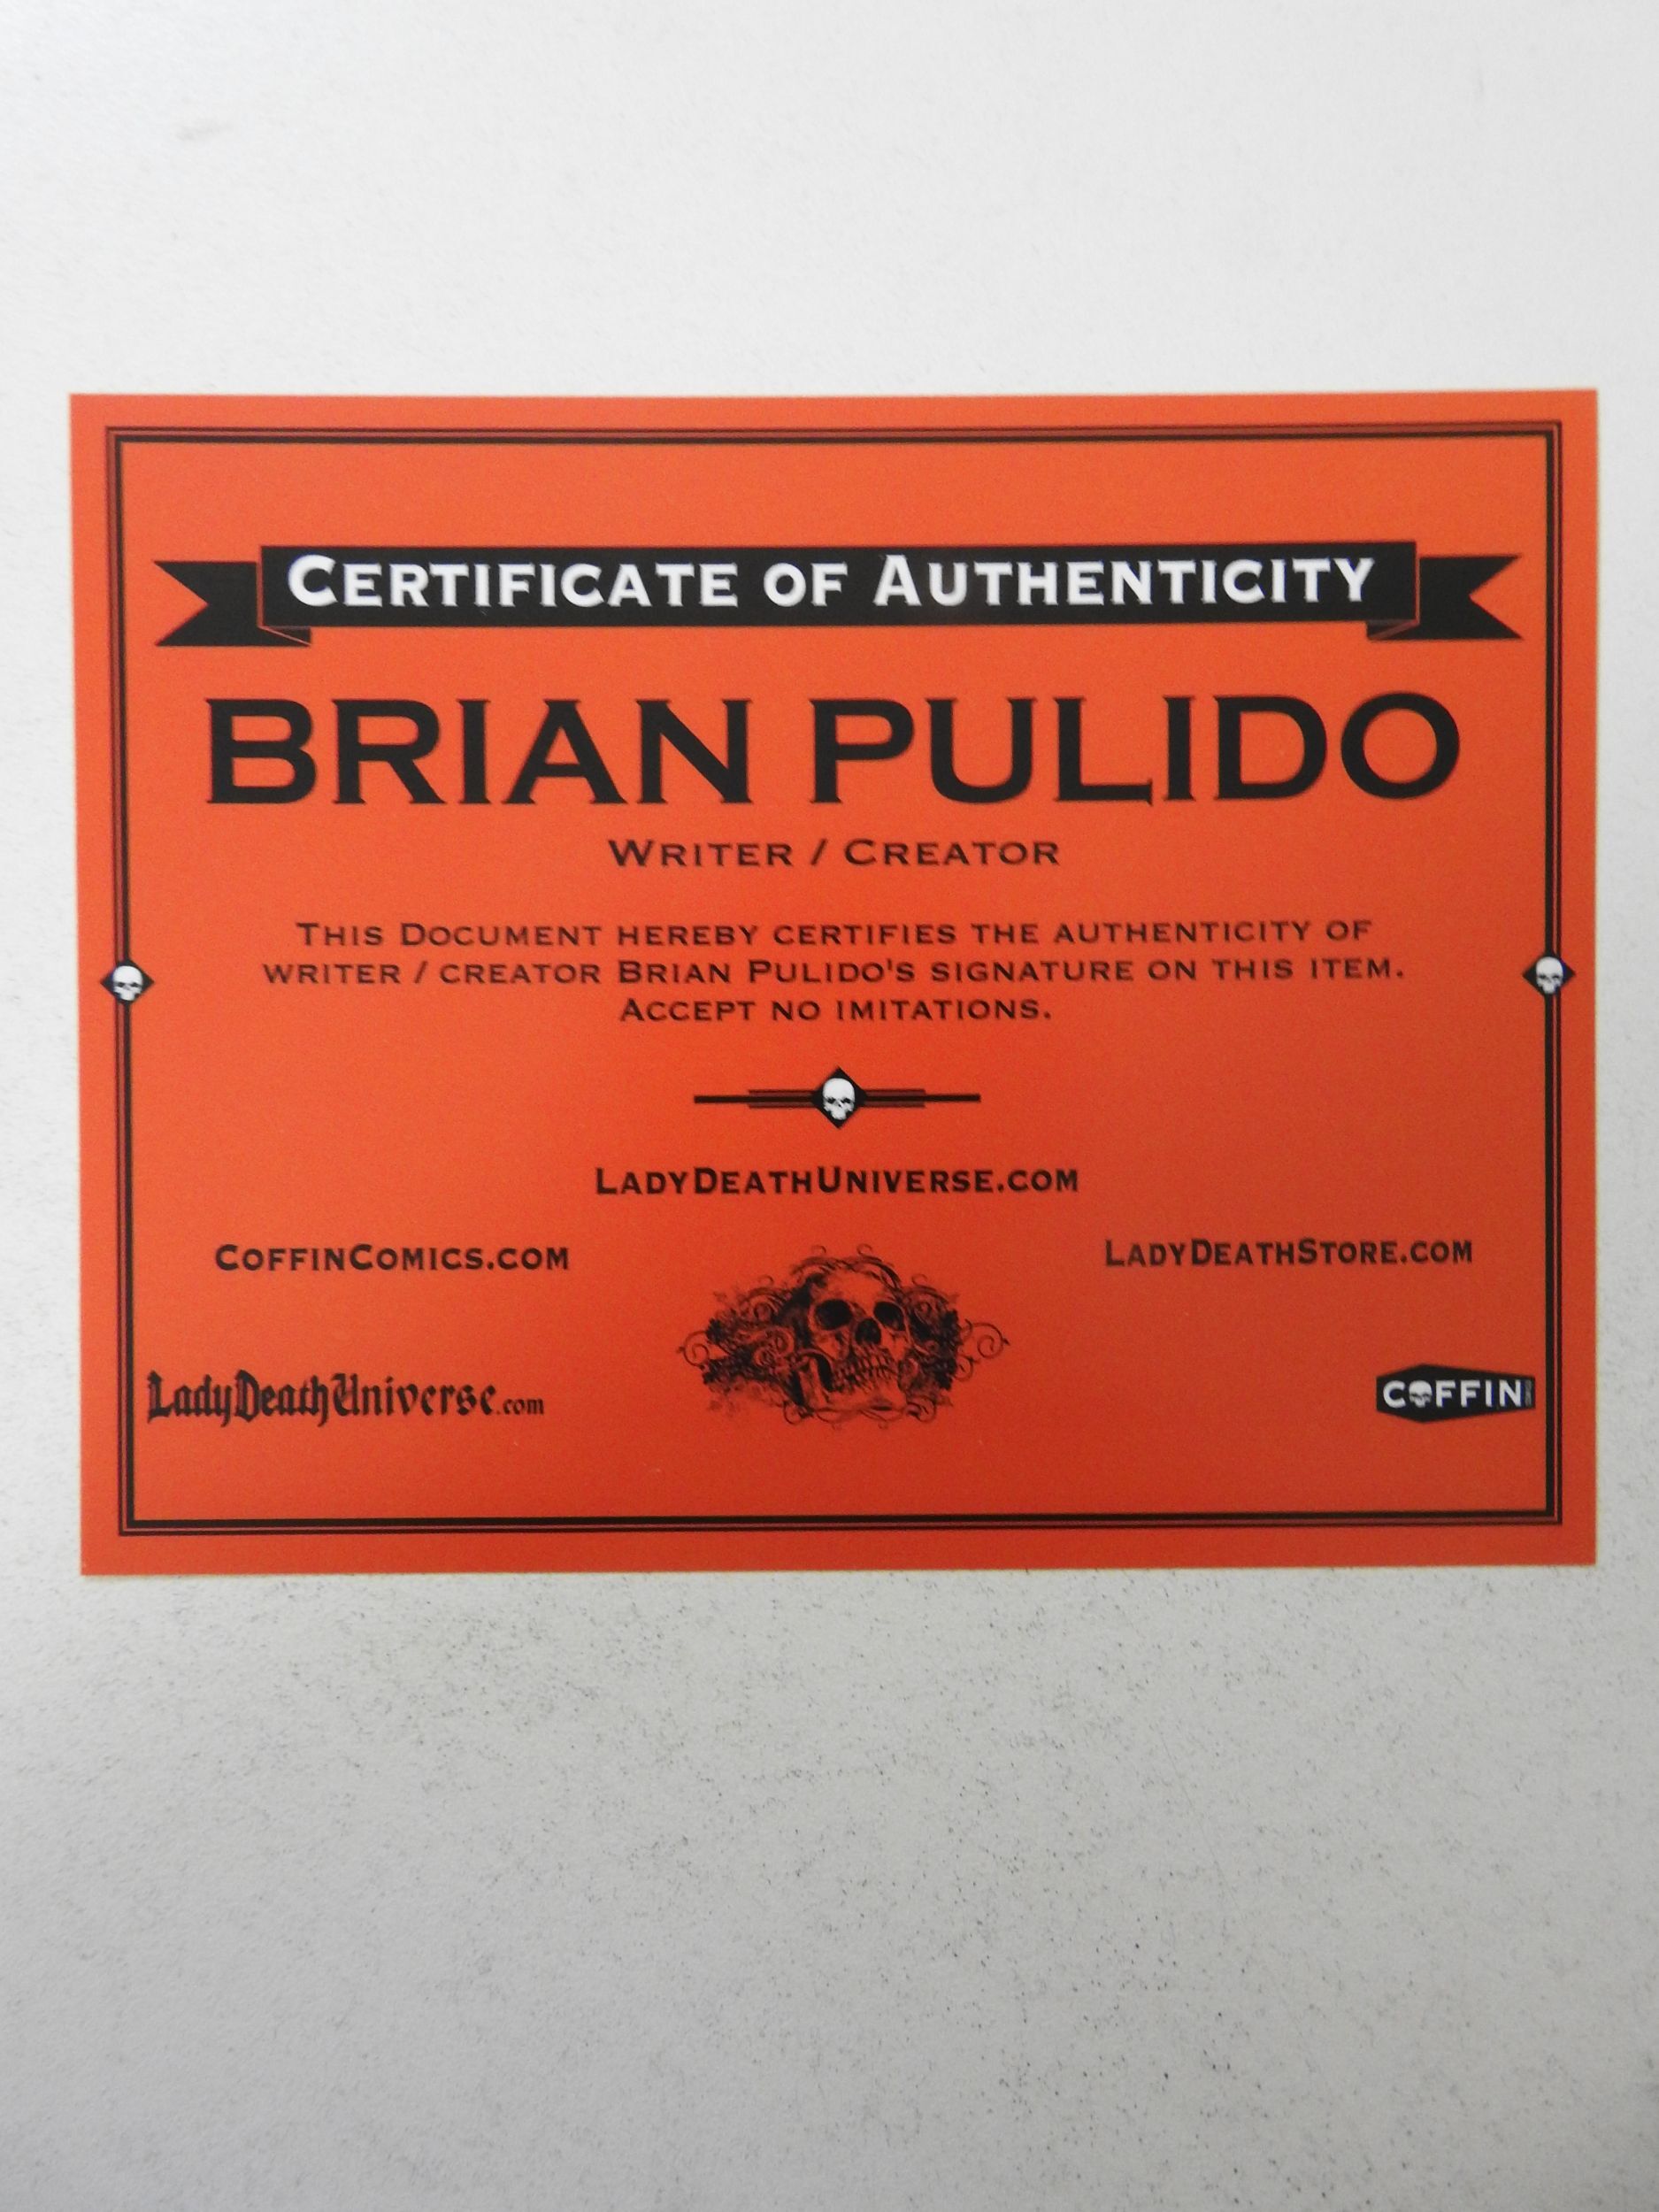 Certificate of Authenticity
BRIAN PULIDO
Writer / Creator
This Document hereby certifies the authenticity of
writer / creator Brian Pulido's signature on this item.
Accept no imitations.
LadyDeathUniverse.com
CoffinComics.com
LadyDeathStore.com
LadyDeathUniverse.com
COFFIN